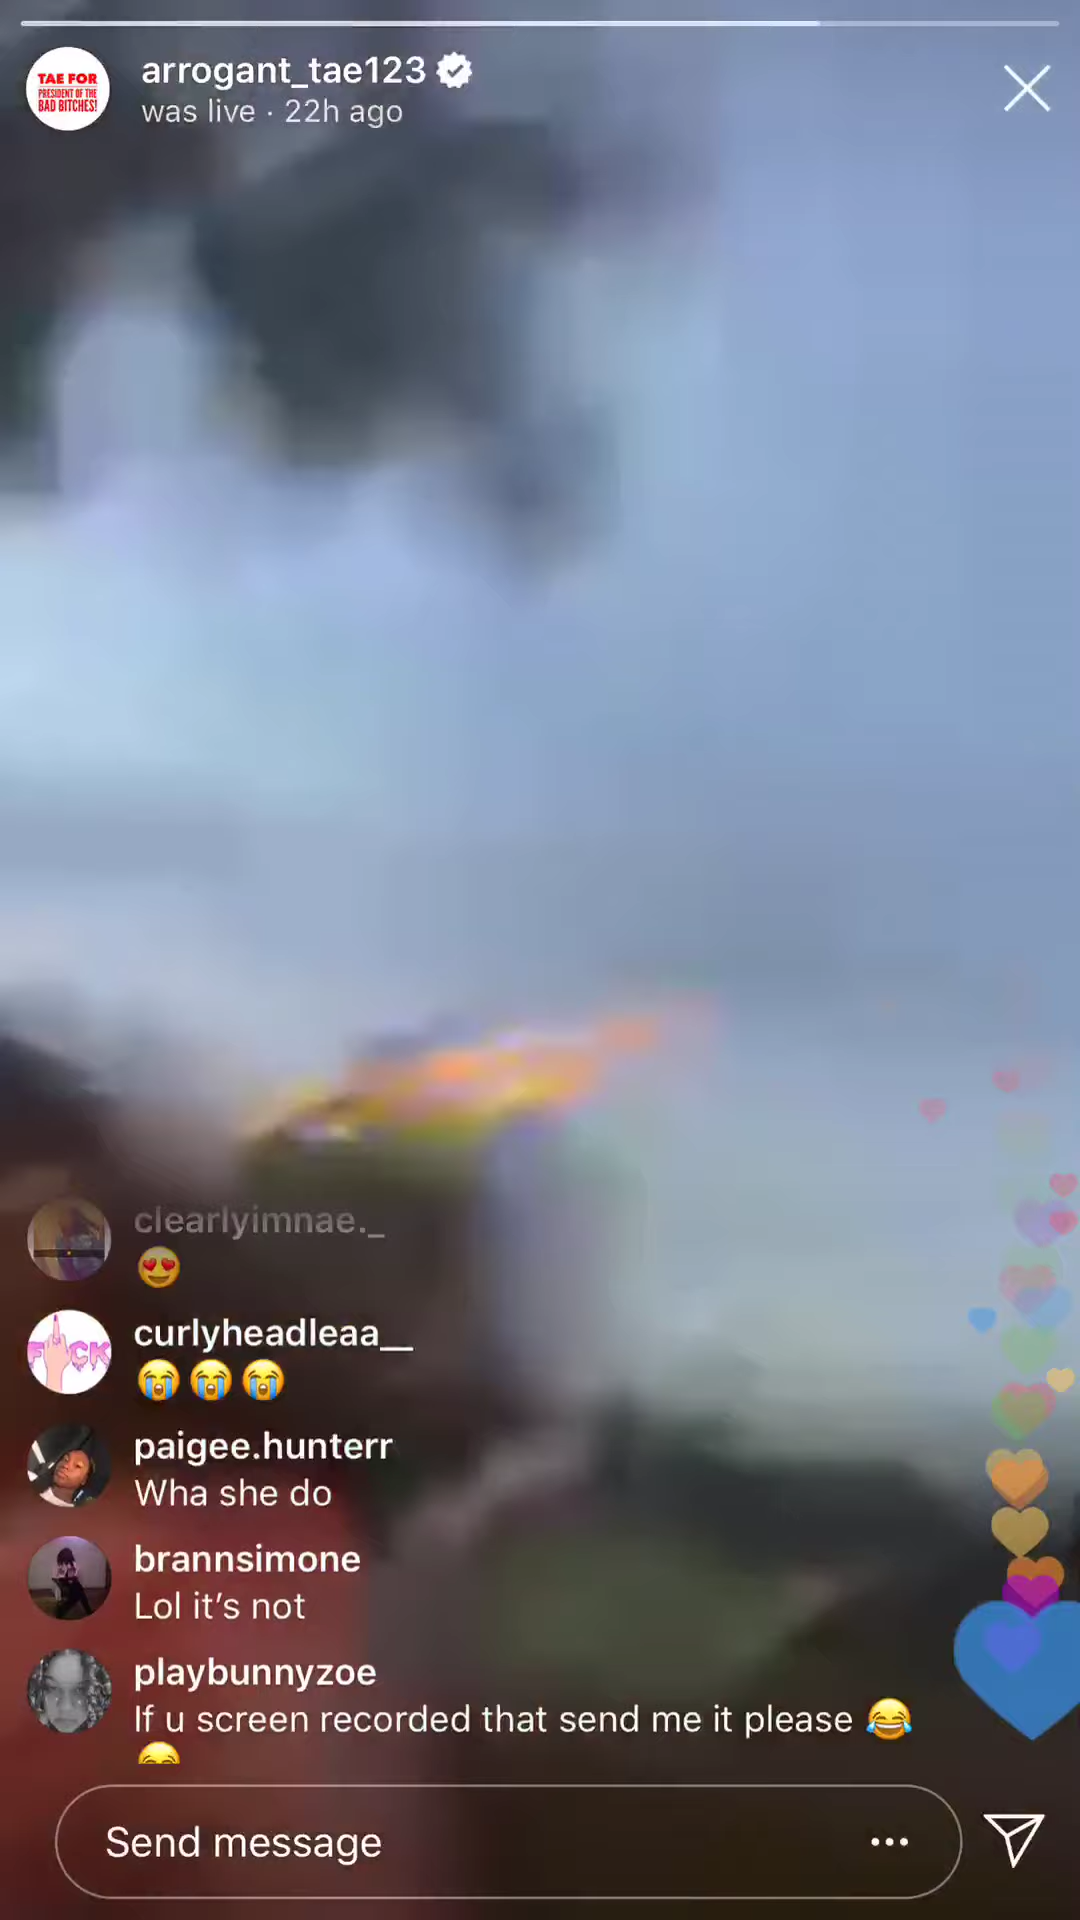 TAE FOR
PRESIDENT OF THE
BAD BITCHES!
arrogant_tae123
was live · 22h ago
clearlyimnae._
😍
curlyheadleaa__
😭😭😭
paigee.hunterr
Wha she do
brannsimone
Lol it’s not
playbunnyzoe
If u screen recorded that send me it please 😂
😂
Send message